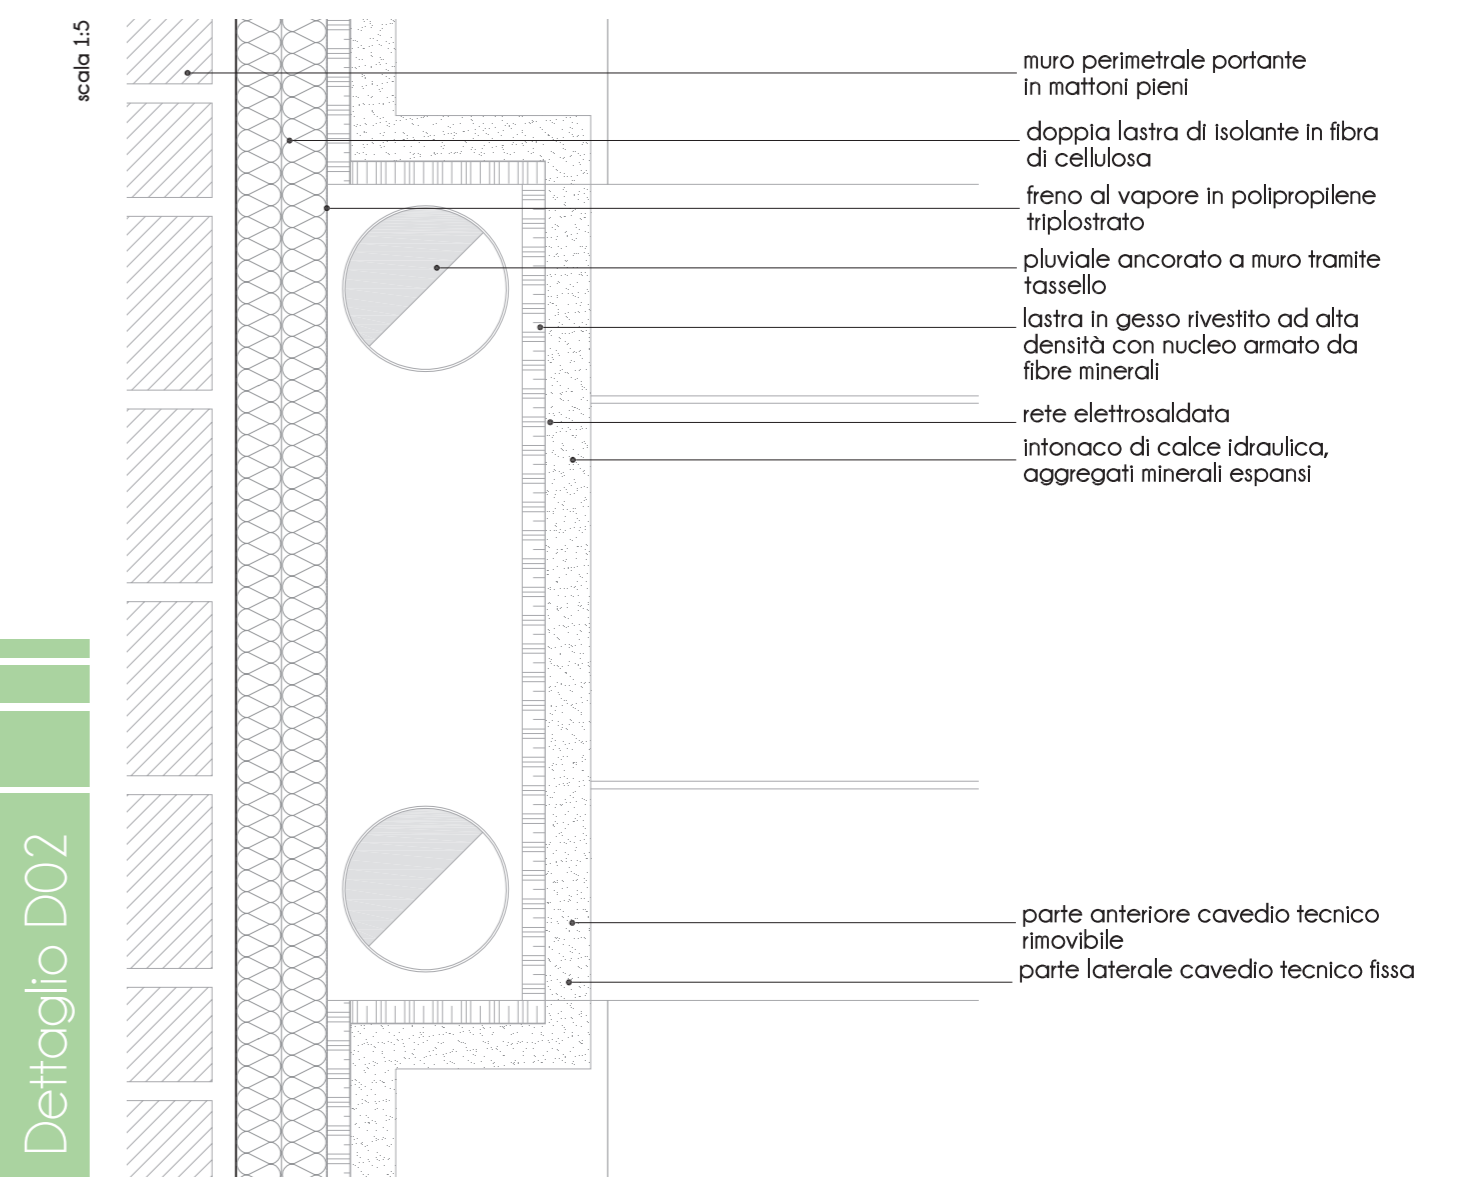 scala 1:5
muro perimetrale portante
in mattoni pieni
doppia lastra di isolante in fibra
di cellulosa
freno al vapore in polipropilene
triplostrato
pluviale ancorato a muro tramite
tassello
lastra in gesso rivestito ad alta
densità con nucleo armato da
fibre minerali
rete elettrosaldata
intonaco di calce idraulica,
aggregati minerali espansi
parte anteriore cavedio tecnico
rimovibile
parte laterale cavedio tecnico fissa
Dettaglio D02